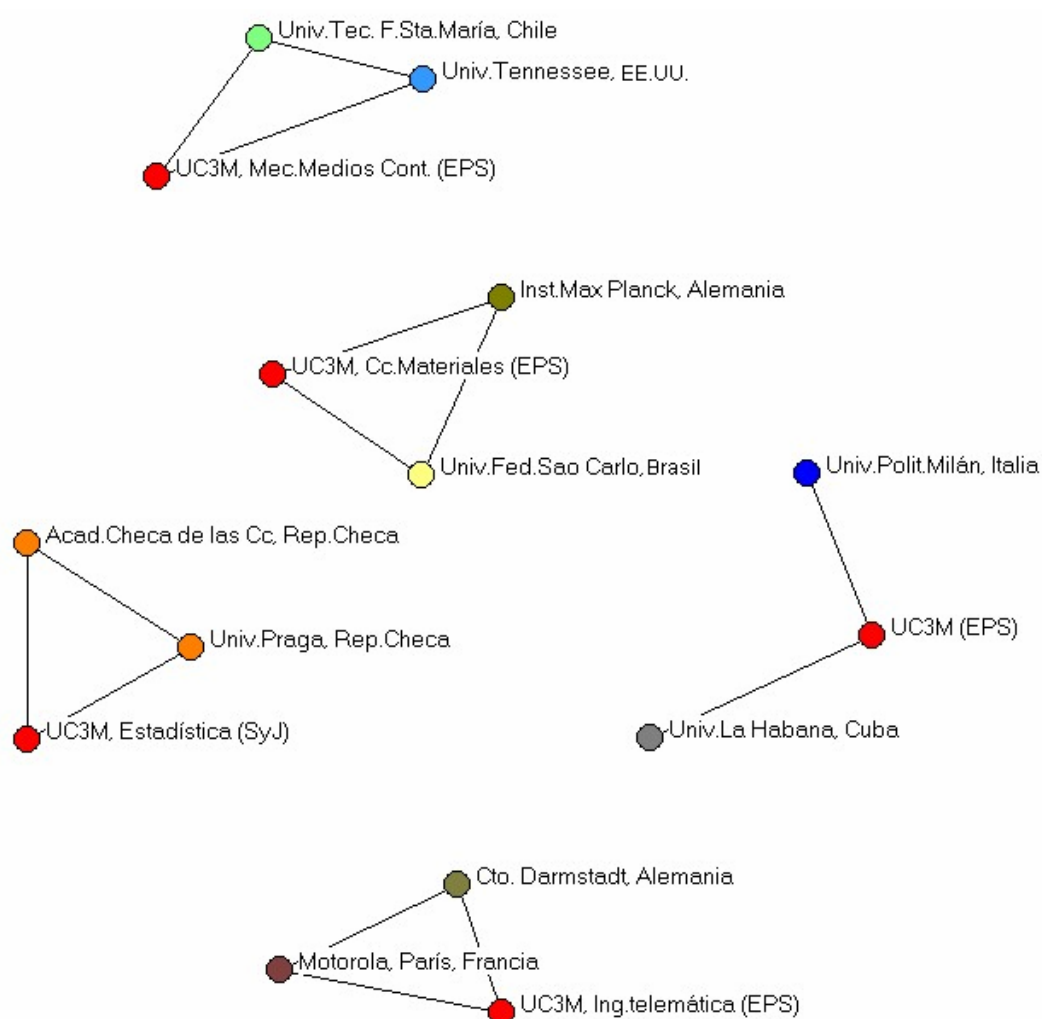 Univ.Tec. F.Sta.María, Chile
Univ.Tennessee, EE.UU.
UC3M, Mec.Medios Cont. (EPS)
Inst.Max Planck, Alemania
UC3M, Cc.Materiales (EPS)
Univ.Fed.Sao Carlo, Brasil
Univ.Polit.Milán, Italia
Acad.Checa de las Cc, Rep.Checa
Univ.Praga, Rep.Checa
UC3M (EPS)
UC3M, Estadística (SyJ)
Univ.La Habana, Cuba
Cto. Darmstadt, Alemania
Motorola, París, Francia
UC3M, Ing.telemática (EPS)